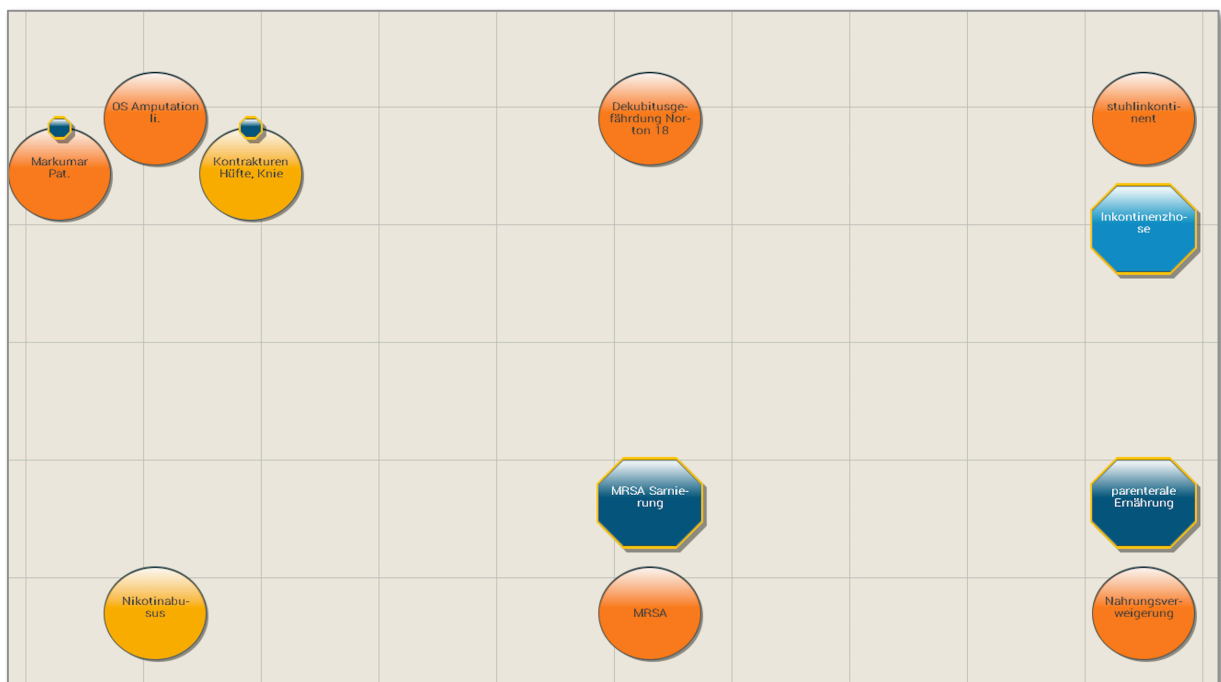 OS Amputation
li.
Markumar
Pat.
Kontrakturen
Hüfte, Knie
Dekubitusge-
fährdung Nor-
ton 18
stuhlinkonti-
nent
Inkontinenzho-
se
MRSA Sarnie-
rung
parenterale
Ernährung
Nikotinabu-
sus
MRSA
Nahrungsver-
weigerung